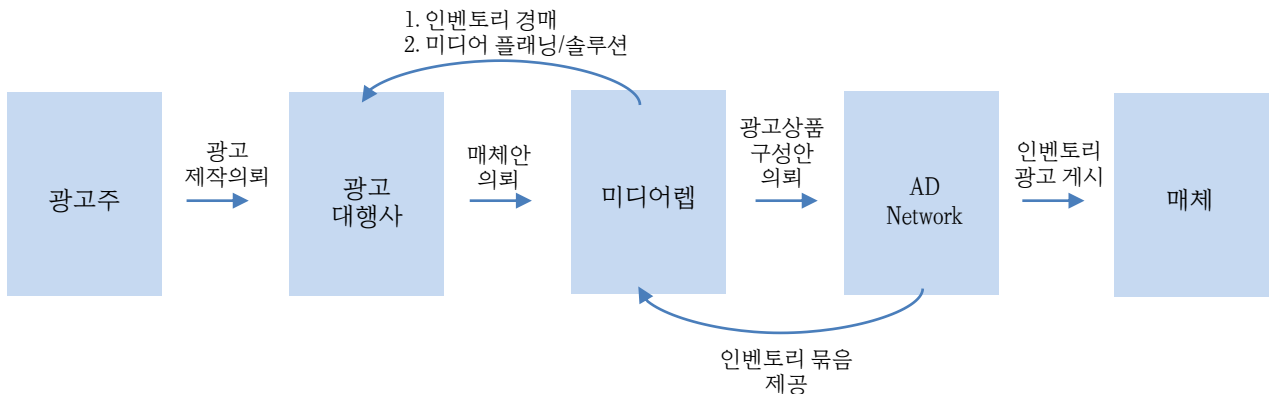 1. 인벤토리 경매
2. 미디어 플래닝/솔루션
광고주
광고
제작의뢰
광고
대행사
매체안
의뢰
미디어렙
광고상품
구성안
의뢰
AD
Network
인벤토리
광고 게시
매체
인벤토리 묶음
제공